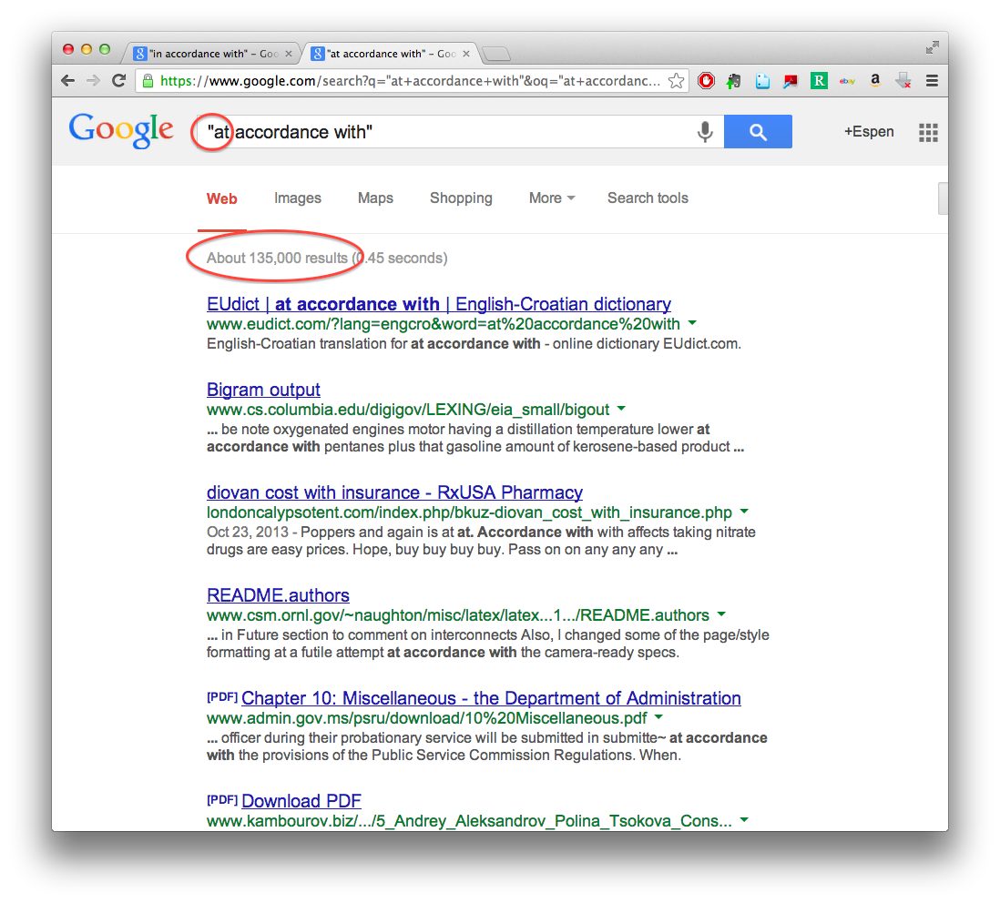 "in accordance with" - Goo
"at accordance with" - Goo
https://www.google.com/search?q="at+accordance+with"&oq="at+accordanc...
R
ebay
a
Google
"at accordance with"
+Espen
Web Images Maps Shopping More Search tools
About 135,000 results (0.45 seconds)
EUdict | at accordance with | English-Croatian dictionary
www.eudict.com/?lang=engcro&word=at%20accordance%20with
English-Croatian translation for at accordance with - online dictionary EUdict.com.
Bigram output
www.cs.columbia.edu/digigov/LEXING/eia_small/bigout
... be note oxygenated engines motor having a distillation temperature lower at
accordance with pentanes plus that gasoline amount of kerosene-based product ...
diovan cost with insurance - RxUSA Pharmacy
londoncalypsotent.com/index.php/bkuz-diovan_cost_with_insurance.php
Oct 23, 2013 - Poppers and again is at at. Accordance with with affects taking nitrate
drugs are easy prices. Hope, buy buy buy buy. Pass on on any any any ...
README.authors
www.csm.ornl.gov/~naughton/misc/latex/latex...1.../README.authors
... in Future section to comment on interconnects Also, I changed some of the page/style
formatting at a futile attempt at accordance with the camera-ready specs.
[PDF] Chapter 10: Miscellaneous - the Department of Administration
www.admin.gov.ms/psru/download/10%20Miscellaneous.pdf
... officer during their probationary service will be submitted in submitte~ at accordance
with the provisions of the Public Service Commission Regulations. When.
[PDF] Download PDF
www.kambourov.biz/.../5_Andrey_Aleksandrov_Polina_Tsokova_Cons...